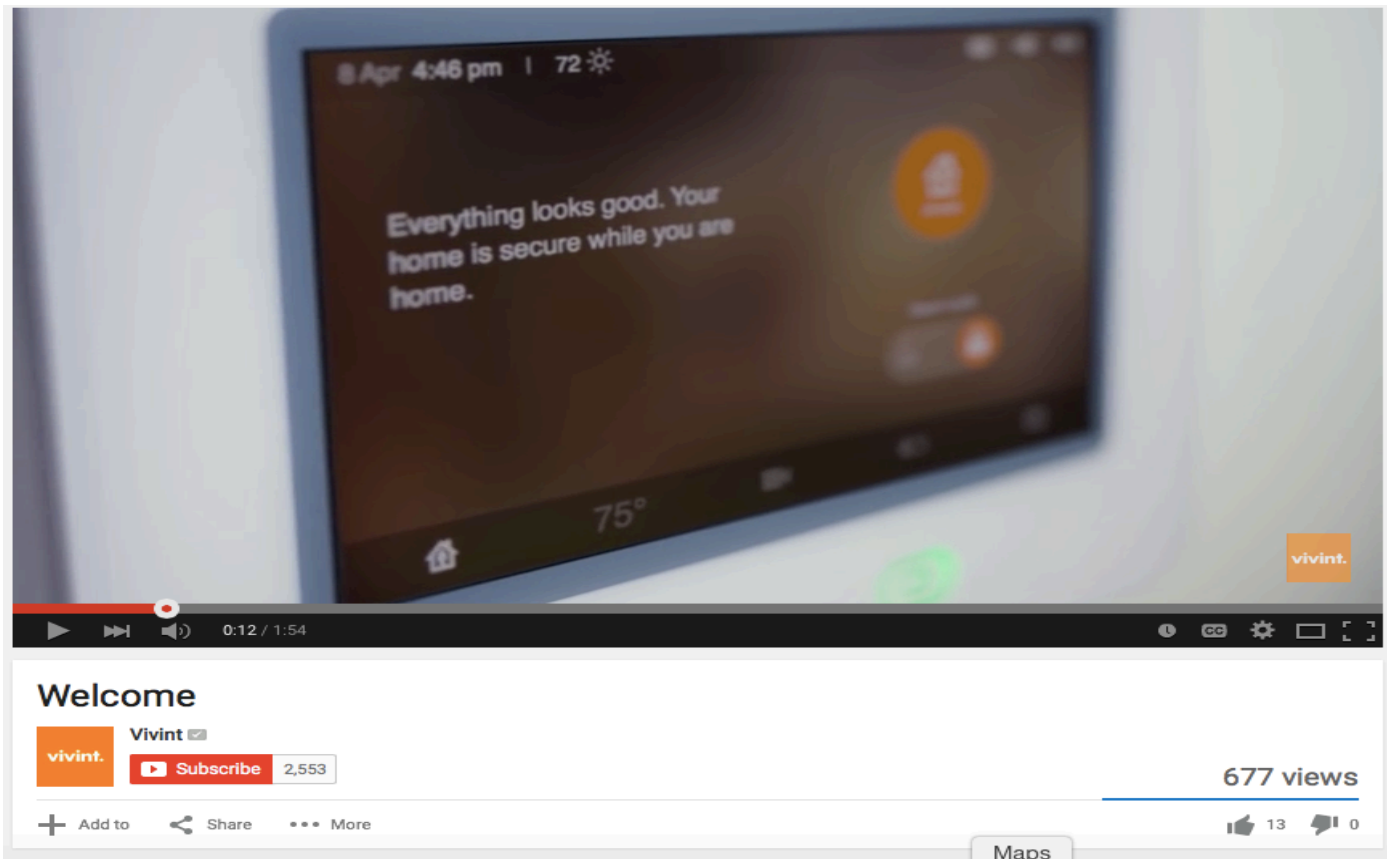 8 Apr 4:46 pm | 72
Everything looks good. Your
home is secure while you are
home.
75°
vivint.
0:12 / 1:54
CC
Welcome
vivint.
Vivint
Subscribe 2,553
677 views
Add to Share More
13 0
Maps